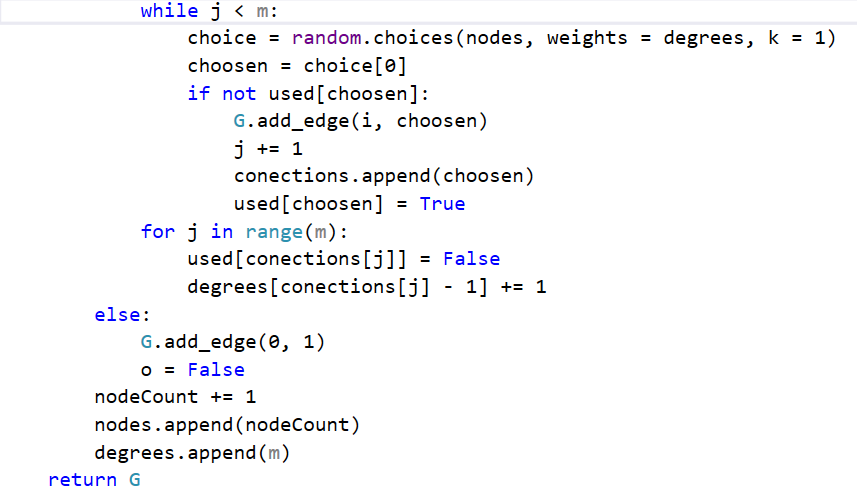 while j < m:
choice = random.choices(nodes, weights = degrees, k = 1)
choosen = choice[0]
if not used[choosen]:
G.add_edge(i, choosen)
j += 1
conections.append(choosen)
used[choosen] = True
for j in range(m):
used[conections[j]] = False
degrees[conections[j] - 1] += 1
else:
G.add_edge(0, 1)
o = False
nodeCount += 1
nodes.append(nodeCount)
degrees.append(m)
return G